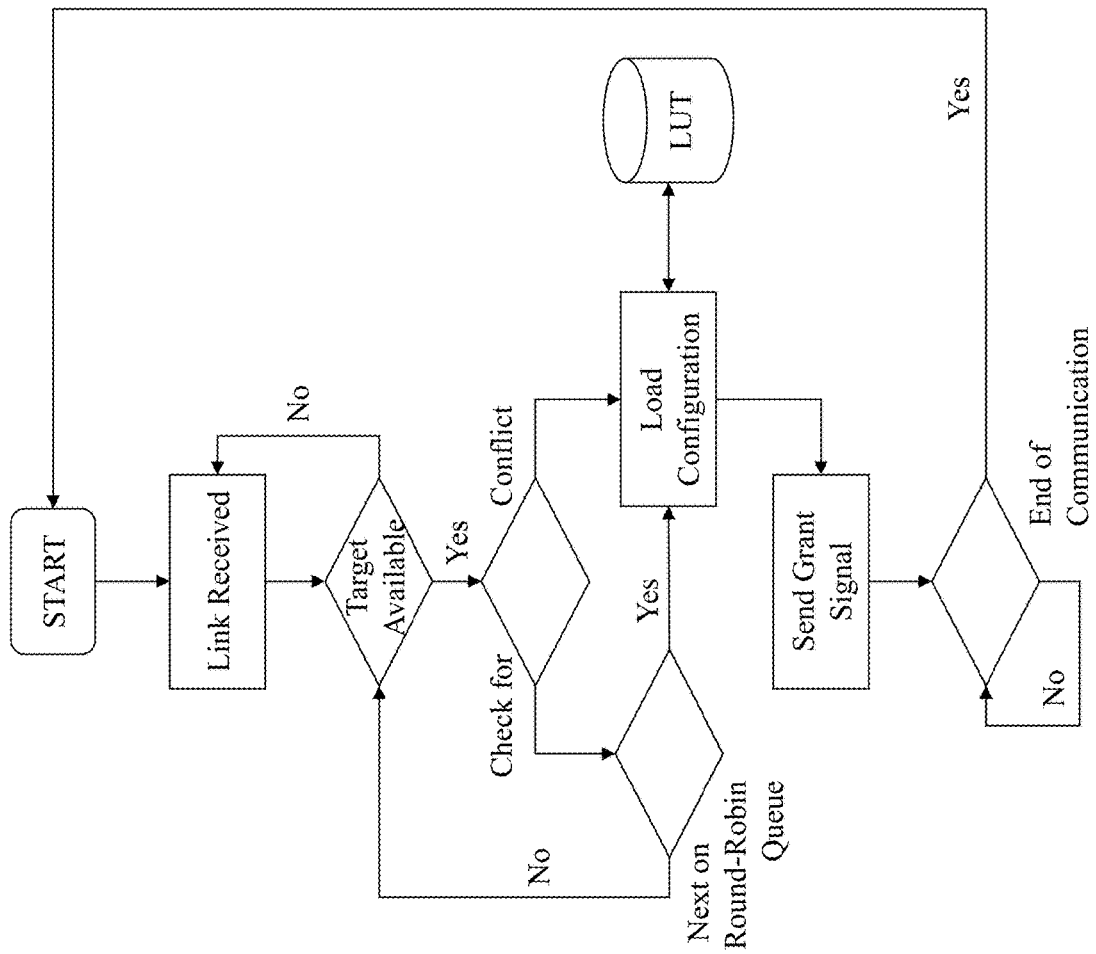 START
Link Received
No
Target
Available
Yes
Check for
Conflict
No
Next on
Round-Robin
Queue
Yes
Load
Configuration
LUT
Send Grant
Signal
No
End of
Communication
Yes